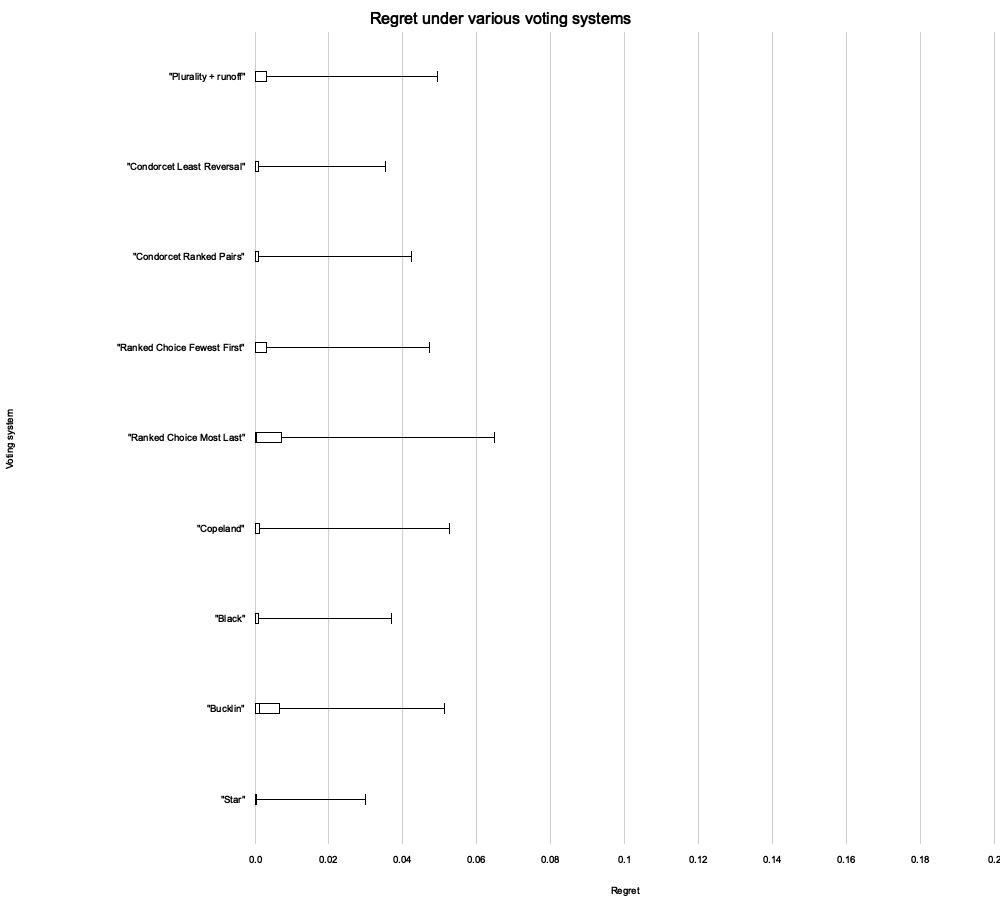 Regret under various voting systems
"Plurality + runoff"
"Condorcet Least Reversal"
"Condorcet Ranked Pairs"
"Ranked Choice Fewest First"
Voting system
"Ranked Choice Most Last"
"Copeland"
"Black"
"Bucklin"
"Star"
0.0 0.02 0.04 0.06 0.08 0.1 0.12 0.14 0.16 0.18 0.2
Regret